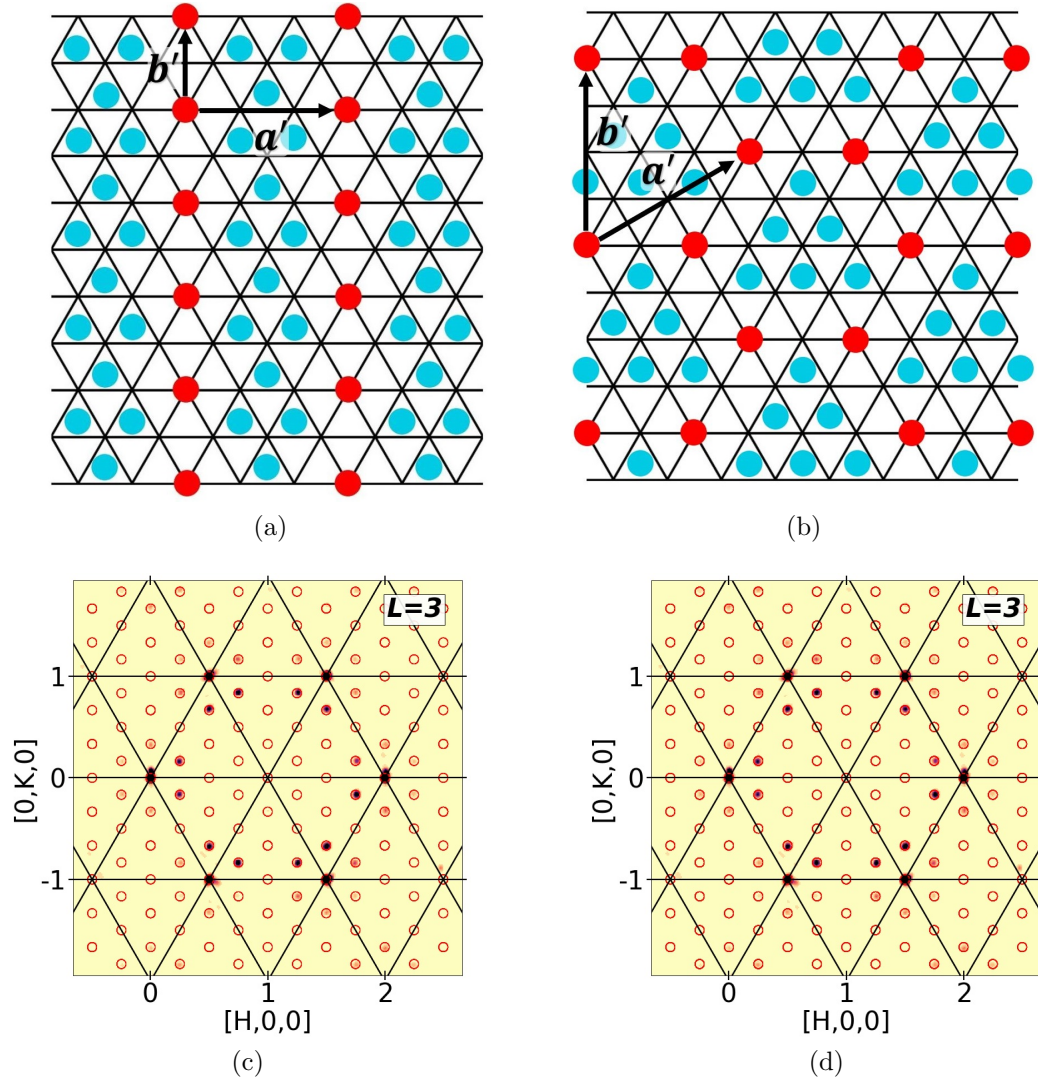 b′
a′
b′
a′
(a)
(b)
L=3
1
0
-1
[0,K,0]
0
1
2
[H,0,0]
(c)
L=3
1
0
-1
[0,K,0]
0
1
2
[H,0,0]
(d)